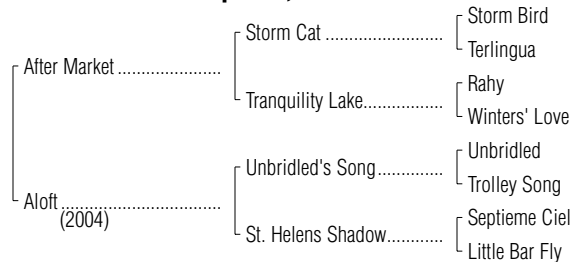 Storm Bird
Storm Cat ........................
Terlingua
After Market .....................
Rahy
Tranquility Lake................
Winters' Love
Unbridled
Unbridled's Song..............
Trolley Song
Aloft ................................
(2004)
Septieme Ciel
St. Helens Shadow...........
Little Bar Fly